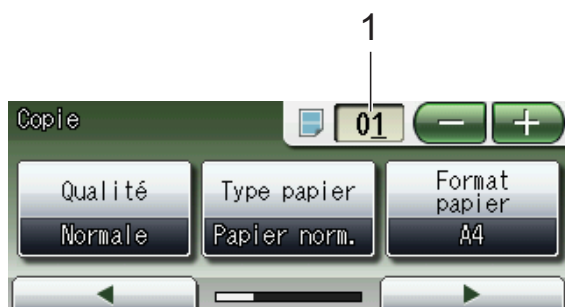 1
Copie 01
Qualité Type papier Format papier
Normale Papier norm. A4